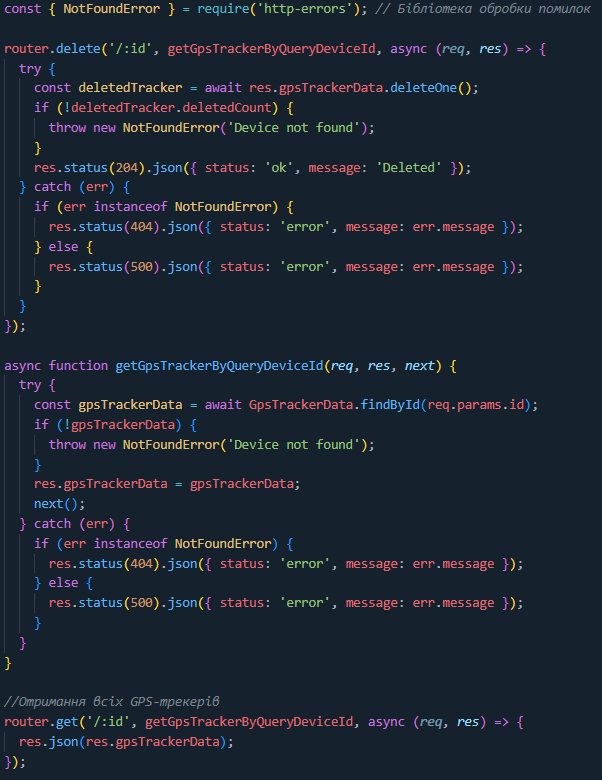 const { NotFoundError } = require('http-errors'); // Бібліотека обробки помилок
router.delete('/:id', getGpsTrackerByQueryDeviceId, async (req, res) => {
try {
const deletedTracker = await res.gpsTrackerData.deleteOne();
if (!deletedTracker.deletedCount) {
throw new NotFoundError('Device not found');
}
res.status(204).json({ status: 'ok', message: 'Deleted' });
} catch (err) {
if (err instanceof NotFoundError) {
res.status(404).json({ status: 'error', message: err.message });
} else {
res.status(500).json({ status: 'error', message: err.message });
}
}
});
async function getGpsTrackerByQueryDeviceId(req, res, next) {
try {
const gpsTrackerData = await GpsTrackerData.findById(req.params.id);
if (!gpsTrackerData) {
throw new NotFoundError('Device not found');
}
res.gpsTrackerData = gpsTrackerData;
next();
} catch (err) {
if (err instanceof NotFoundError) {
res.status(404).json({ status: 'error', message: err.message });
} else {
res.status(500).json({ status: 'error', message: err.message });
}
}
}
//Отримання всіх GPS-трекерів
router.get('/:id', getGpsTrackerByQueryDeviceId, async (req, res) => {
res.json(res.gpsTrackerData);
});